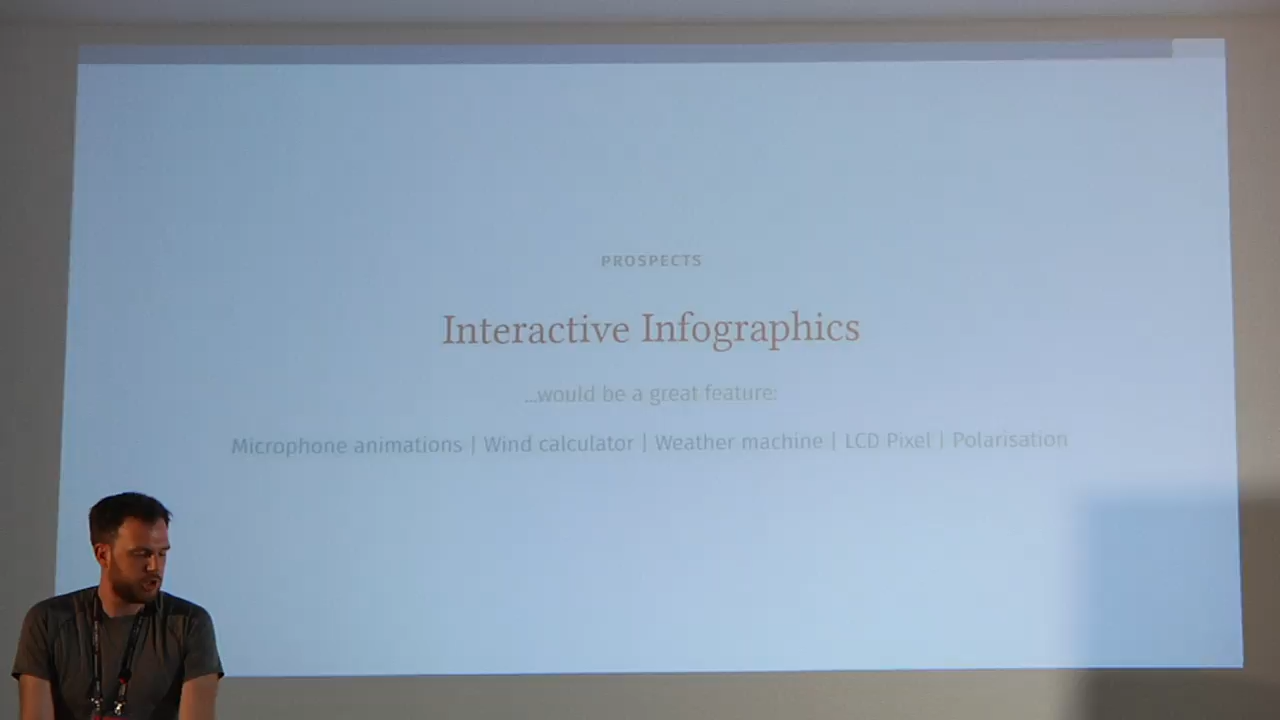 PROSPECTS
Interactive Infographics
...would be a great feature:
Microphone animations | Wind calculator | Weather machine | LCD Pixel | Polarisation